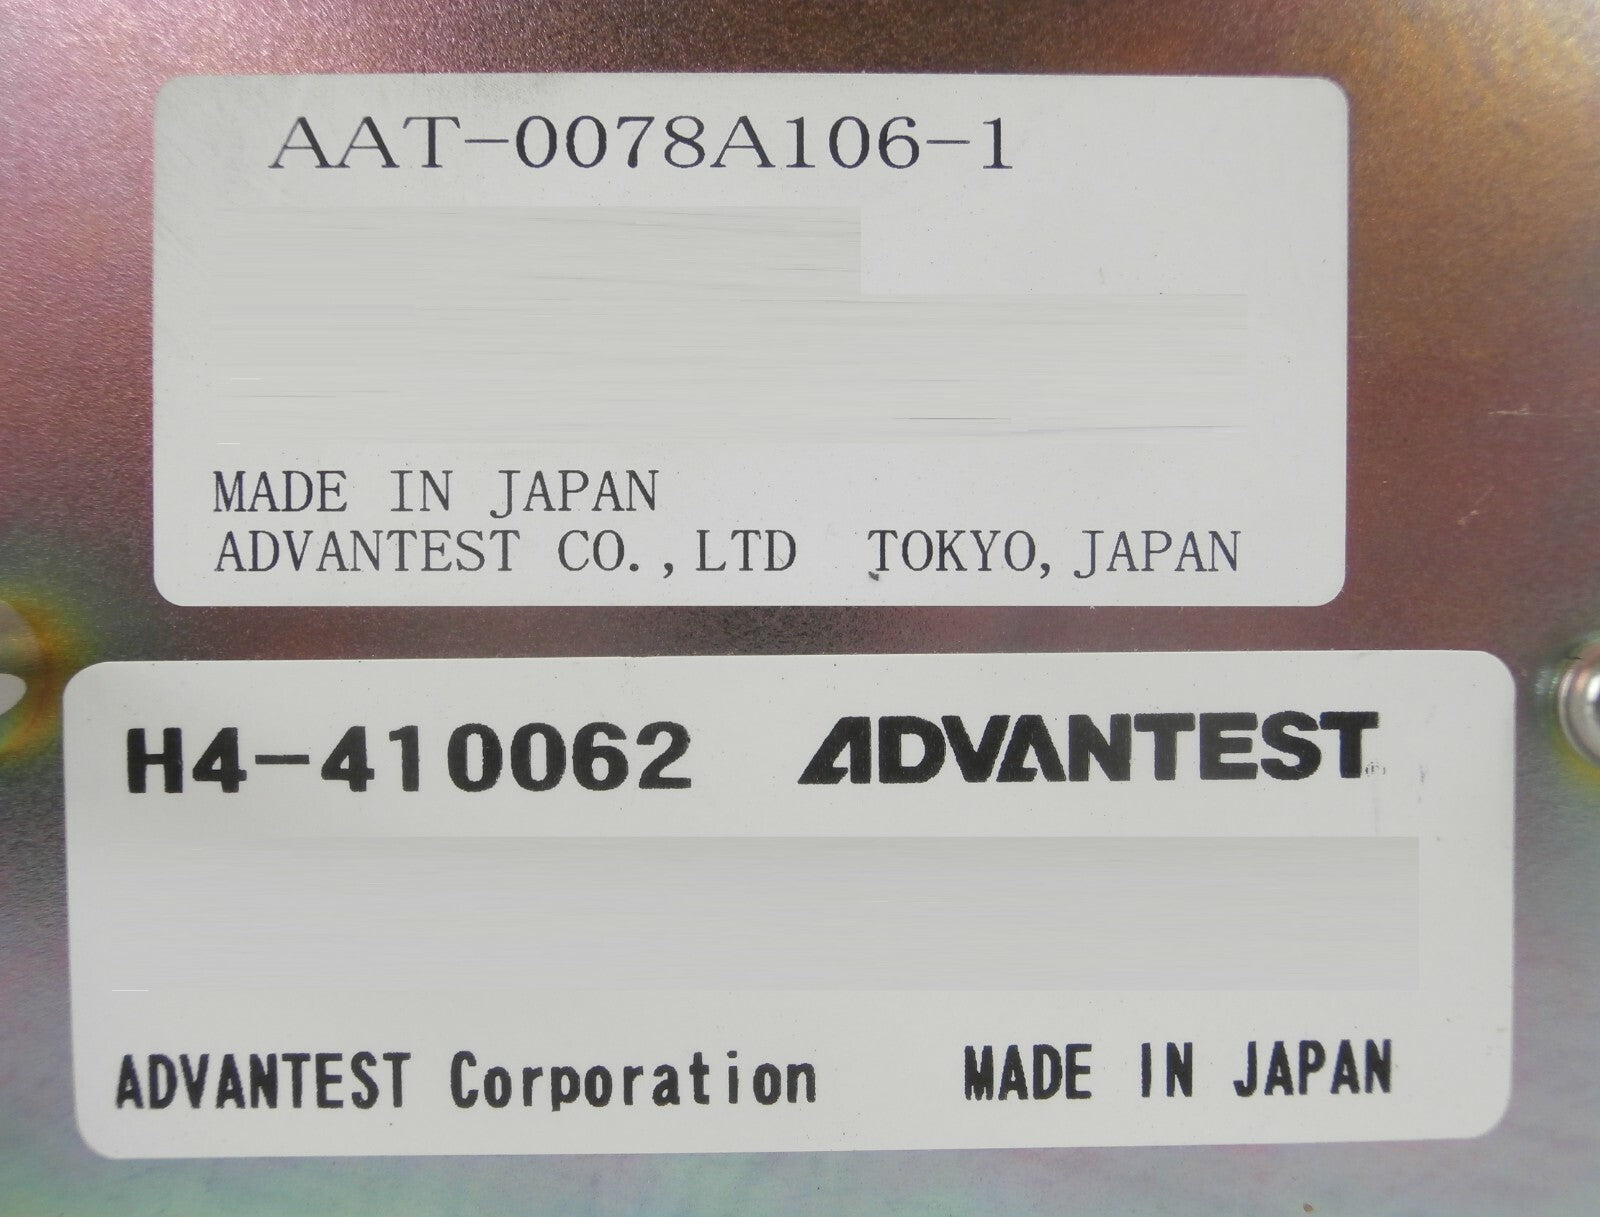 AAT-0078A106-1
MADE IN JAPAN
ADVANTEST CO.,LTD TOKYO,JAPAN
H4-410062 ADVANTEST®
ADVANTEST Corporation MADE IN JAPAN